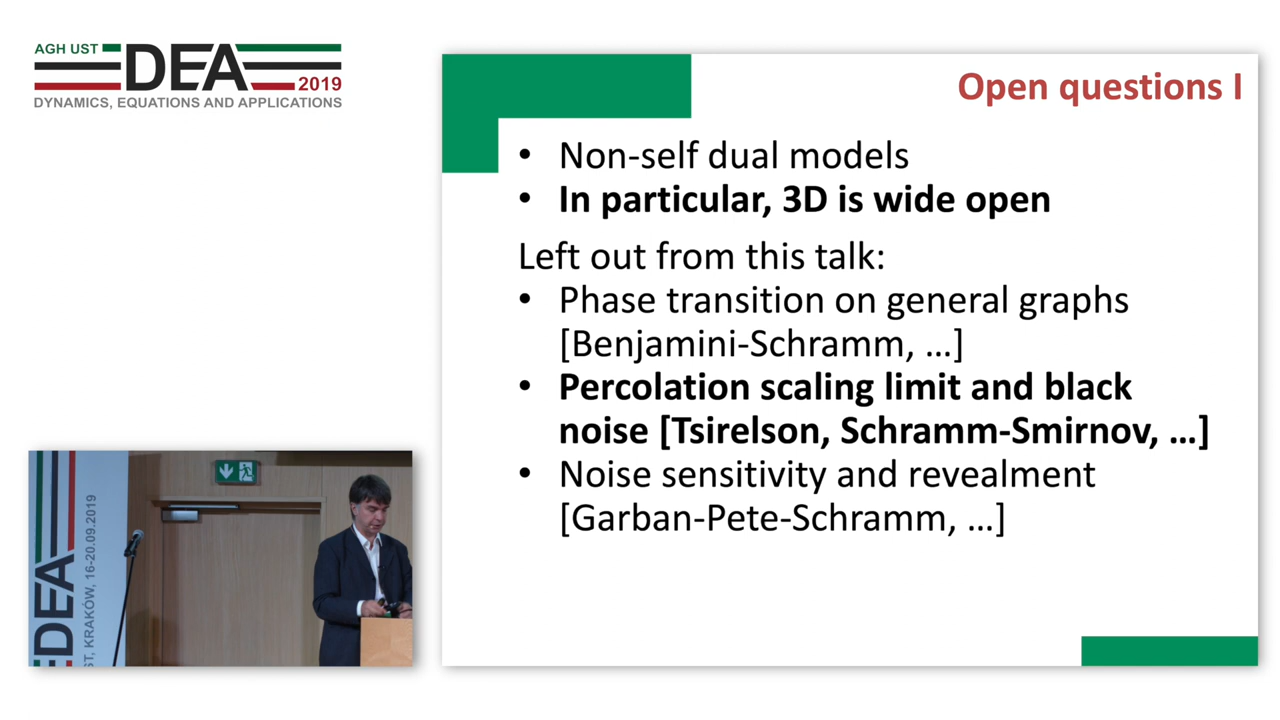 AGH UST
DEA
2019
DYNAMICS, EQUATIONS AND APPLICATIONS
Open questions I
• Non-self dual models
• In particular, 3D is wide open
Left out from this talk:
• Phase transition on general graphs
[Benjamini-Schramm, …]
• Percolation scaling limit and black
noise [Tsirelson, Schramm-Smirnov, …]
• Noise sensitivity and revealment
[Garban-Pete-Schramm, …]
DEA
ST, KRAKÓW, 16-20.09.2019